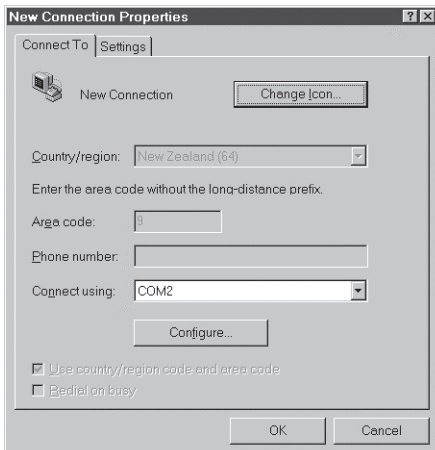 New Connection Properties
Connect To Settings
New Connection Change Icon...
Country/region: New Zealand (64)
Enter the area code without the long-distance prefix.
Area code: 9
Phone number:
Connect using: COM2
Configure...
Use country/region code and area code
Redial on busy
OK Cancel